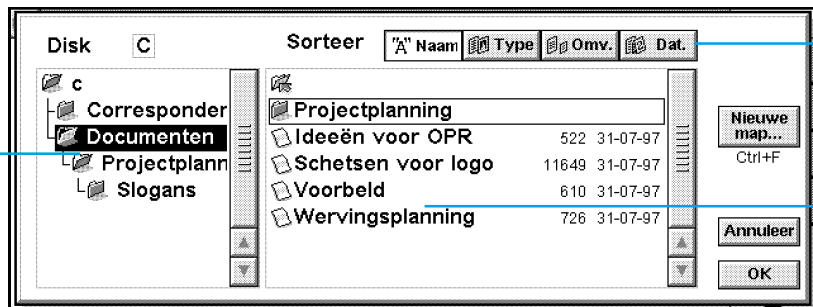 Disk C Sorteer "A" Naam Type Omv. Dat.
c
Corresponder
Documenten
Projectplann
Slogans
Projectplanning
Ideeën voor OPR 522 31-07-97
Schetsen voor logo 11649 31-07-97
Voorbeld 610 31-07-97
Wervingsplanning 726 31-07-97
Nieuwe
map...
Ctrl+F
Annuleer
OK